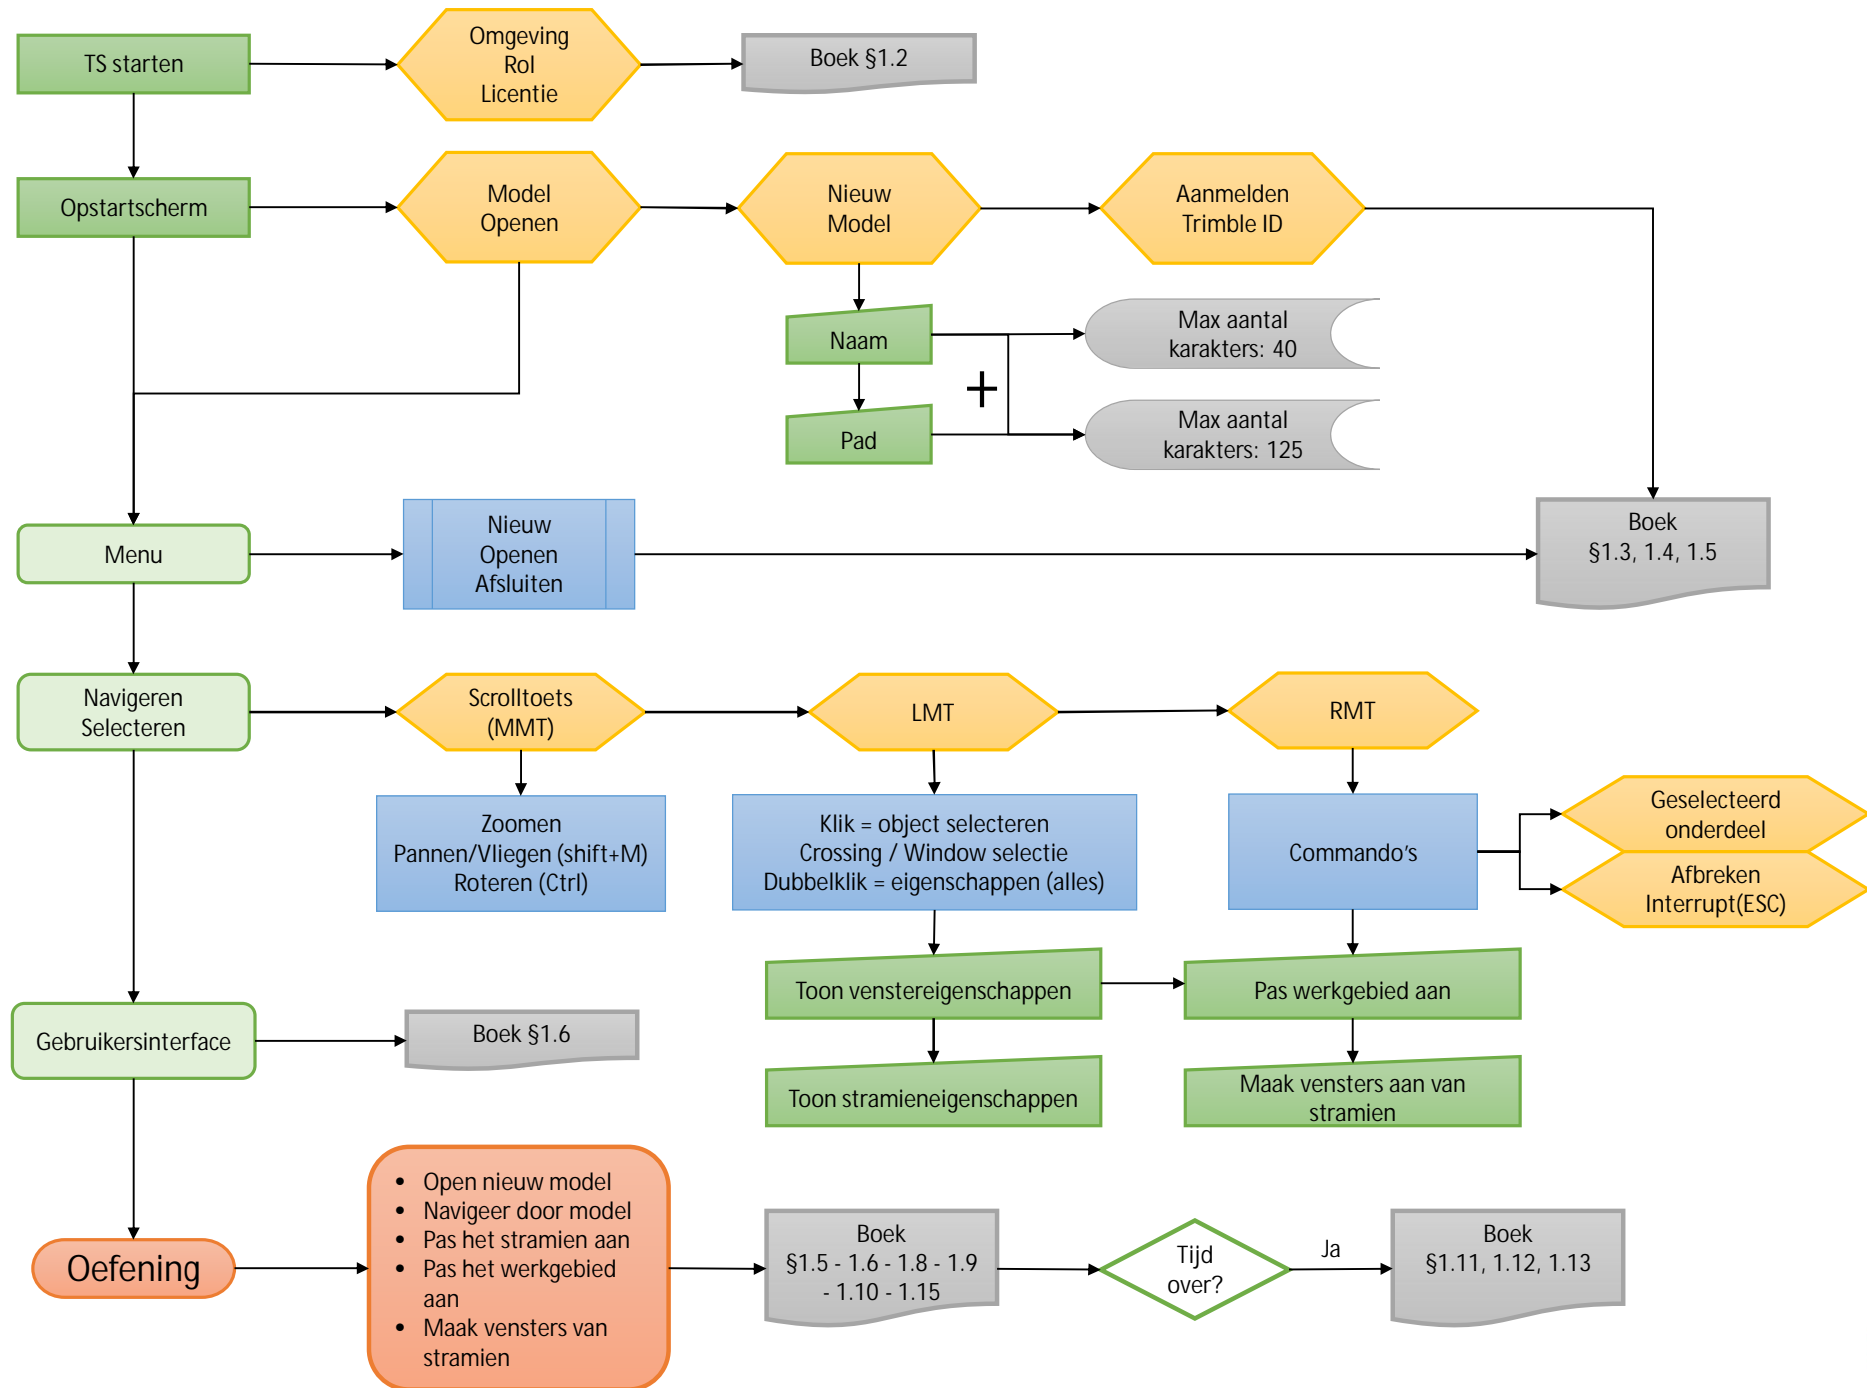 TS starten
Omgeving
Rol
Licentie
Boek §1.2
Opstartscherm
Model
Openen
Nieuw
Model
Aanmelden
Trimble ID
Naam
Max aantal
karakters: 40
+
Pad
Max aantal
karakters: 125
Menu
Nieuw
Openen
Afsluiten
Boek
§1.3, 1.4, 1.5
Navigeren
Selecteren
Scrolltoets
(MMT)
LMT
RMT
Zoomen
Pannen/Vliegen (shift+M)
Roteren (Ctrl)
Klik = object selecteren
Crossing / Window selectie
Dubbelklik = eigenschappen (alles)
Commando's
Geselecteerd
onderdeel
Afbreken
Interrupt(ESC)
Toon venstereigenschappen
Pas werkgebied aan
Gebruikersinterface
Boek §1.6
Toon stramieneigenschappen
Maak vensters aan van
stramien
Oefening
• Open nieuw model
• Navigeer door model
• Pas het stramien aan
• Pas het werkgebied
aan
• Maak vensters van
stramien
Boek
§1.5 - 1.6 - 1.8 - 1.9
- 1.10 - 1.15
Tijd
over?
Ja
Boek
§1.11, 1.12, 1.13